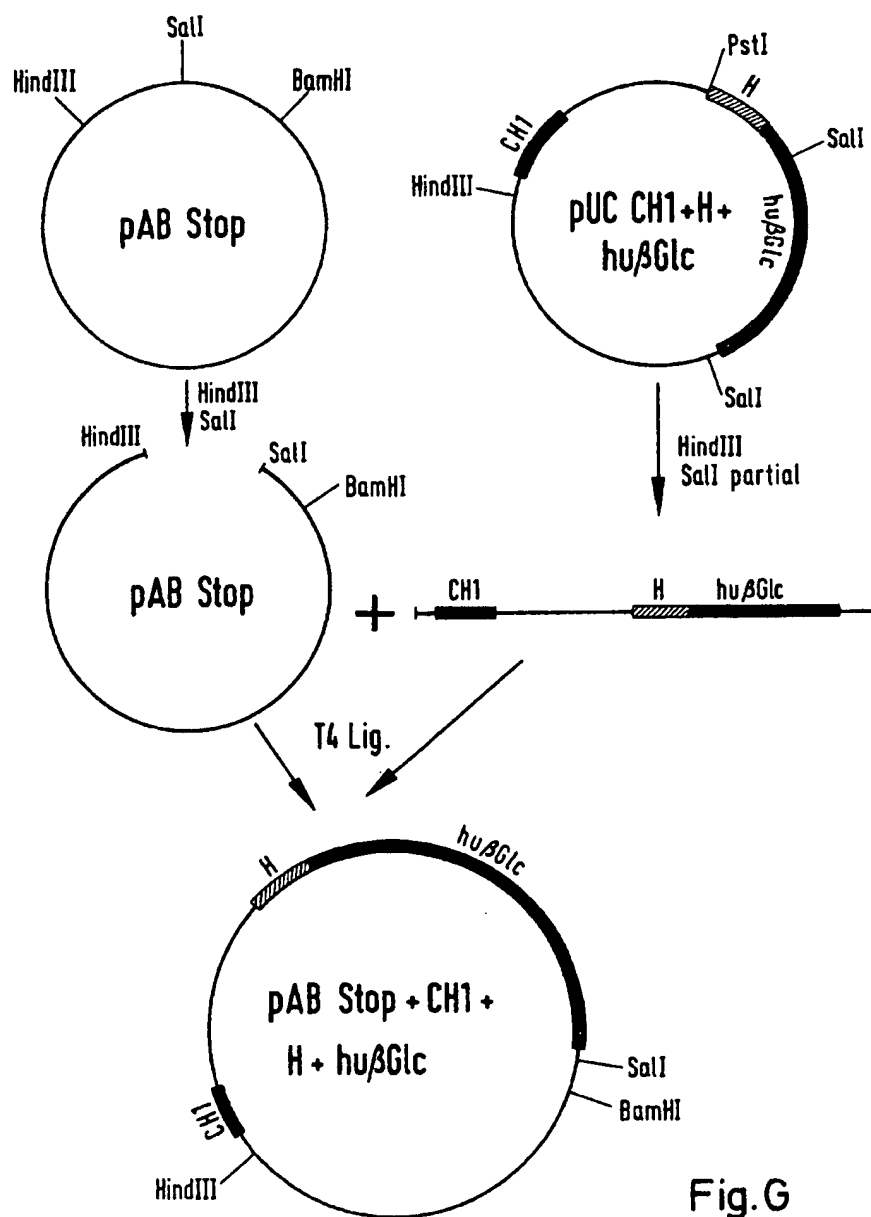 SalI
HindIII
BamHI
pAB Stop
PstI
H
CH1
SalI
HindIII
pUC CH1+H+
huβGlc
huβGlc
SalI
HindIII
SalI
HindIII
SalI partial
HindIII
SalI
BamHI
pAB Stop
+
CH1
H
huβGlc
T4 Lig.
H
huβGlc
pAB Stop + CH1 +
H + huβGlc
SalI
BamHI
CH1
HindIII
Fig.G